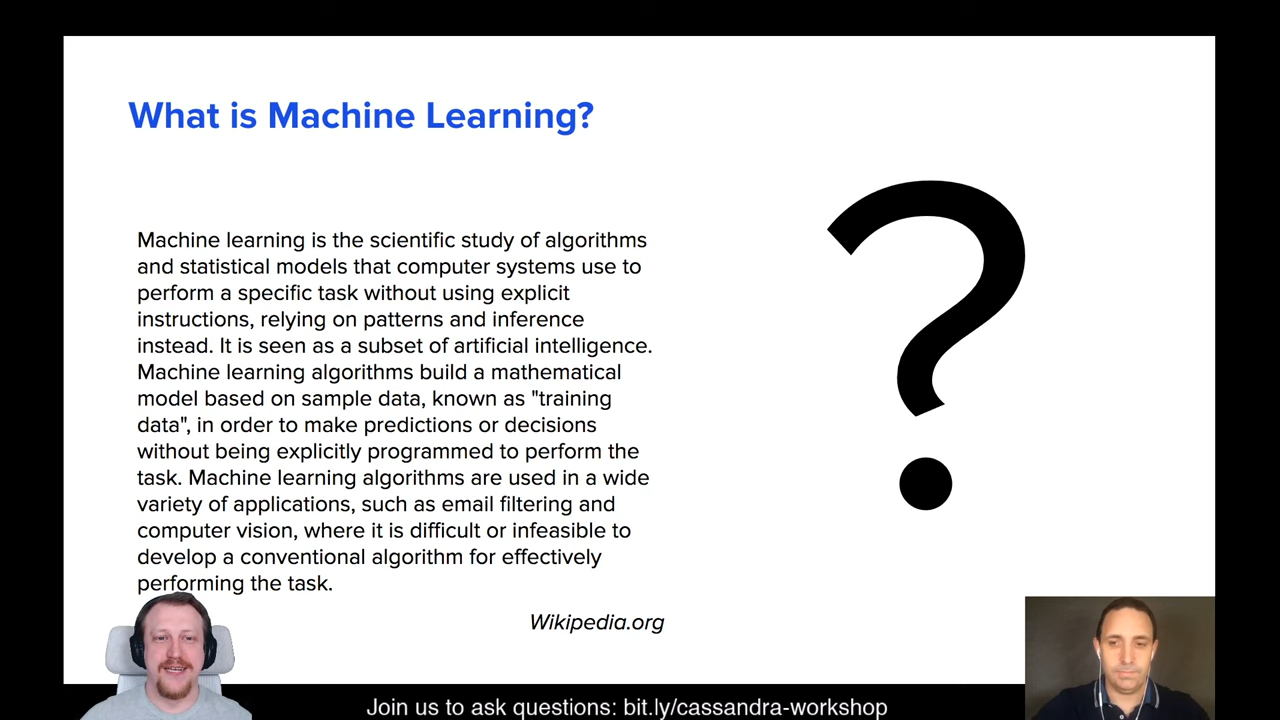 What is Machine Learning?
Machine learning is the scientific study of algorithms
and statistical models that computer systems use to
perform a specific task without using explicit
instructions, relying on patterns and inference
instead. It is seen as a subset of artificial intelligence.
Machine learning algorithms build a mathematical
model based on sample data, known as "training
data", in order to make predictions or decisions
without being explicitly programmed to perform the
task. Machine learning algorithms are used in a wide
variety of applications, such as email filtering and
computer vision, where it is difficult or infeasible to
develop a conventional algorithm for effectively
performing the task.
Wikipedia.org
?
Join us to ask questions: bit.ly/cassandra-workshop